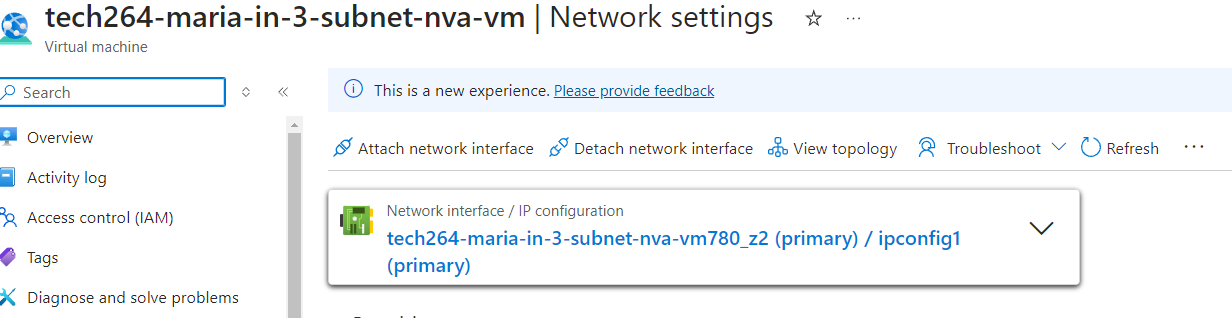 tech264-maria-in-3-subnet-nva-vm | Network settings
Virtual machine
Search
This is a new experience. Please provide feedback
Overview
Attach network interface Detach network interface View topology Troubleshoot Refresh
Activity log
Access control (IAM)
Network interface / IP configuration
tech264-maria-in-3-subnet-nva-vm780_z2 (primary) / ipconfig1
(primary)
Tags
Diagnose and solve problems